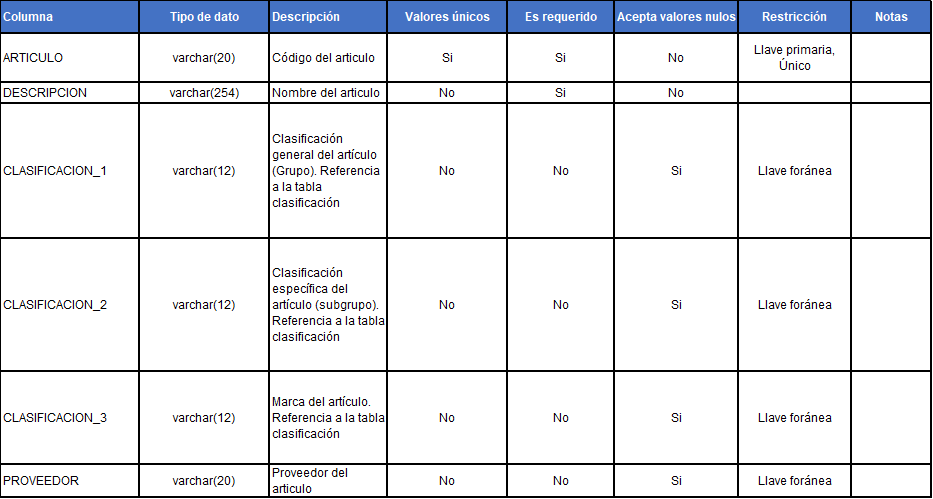 Columna Tipo de dato Descripción Valores únicos Es requerido Acepta valores nulos Restricción Notas
ARTICULO varchar(20) Código del articulo Si Si No Llave primaria,
Único
DESCRIPCION varchar(254) Nombre del articulo No Si No
CLASIFICACION_1 varchar(12) Clasificación
general del artículo
(Grupo). Referencia
a la tabla
clasificación
No No Si Llave foránea
CLASIFICACION_2 varchar(12) Clasificación
específica del
artículo (subgrupo).
Referencia a la tabla
clasificación
No No Si Llave foránea
CLASIFICACION_3 varchar(12) Marca del artículo.
Referencia a la tabla
clasificación
No No Si Llave foránea
PROVEEDOR varchar(20) Proveedor del
articulo
No No Si Llave foránea